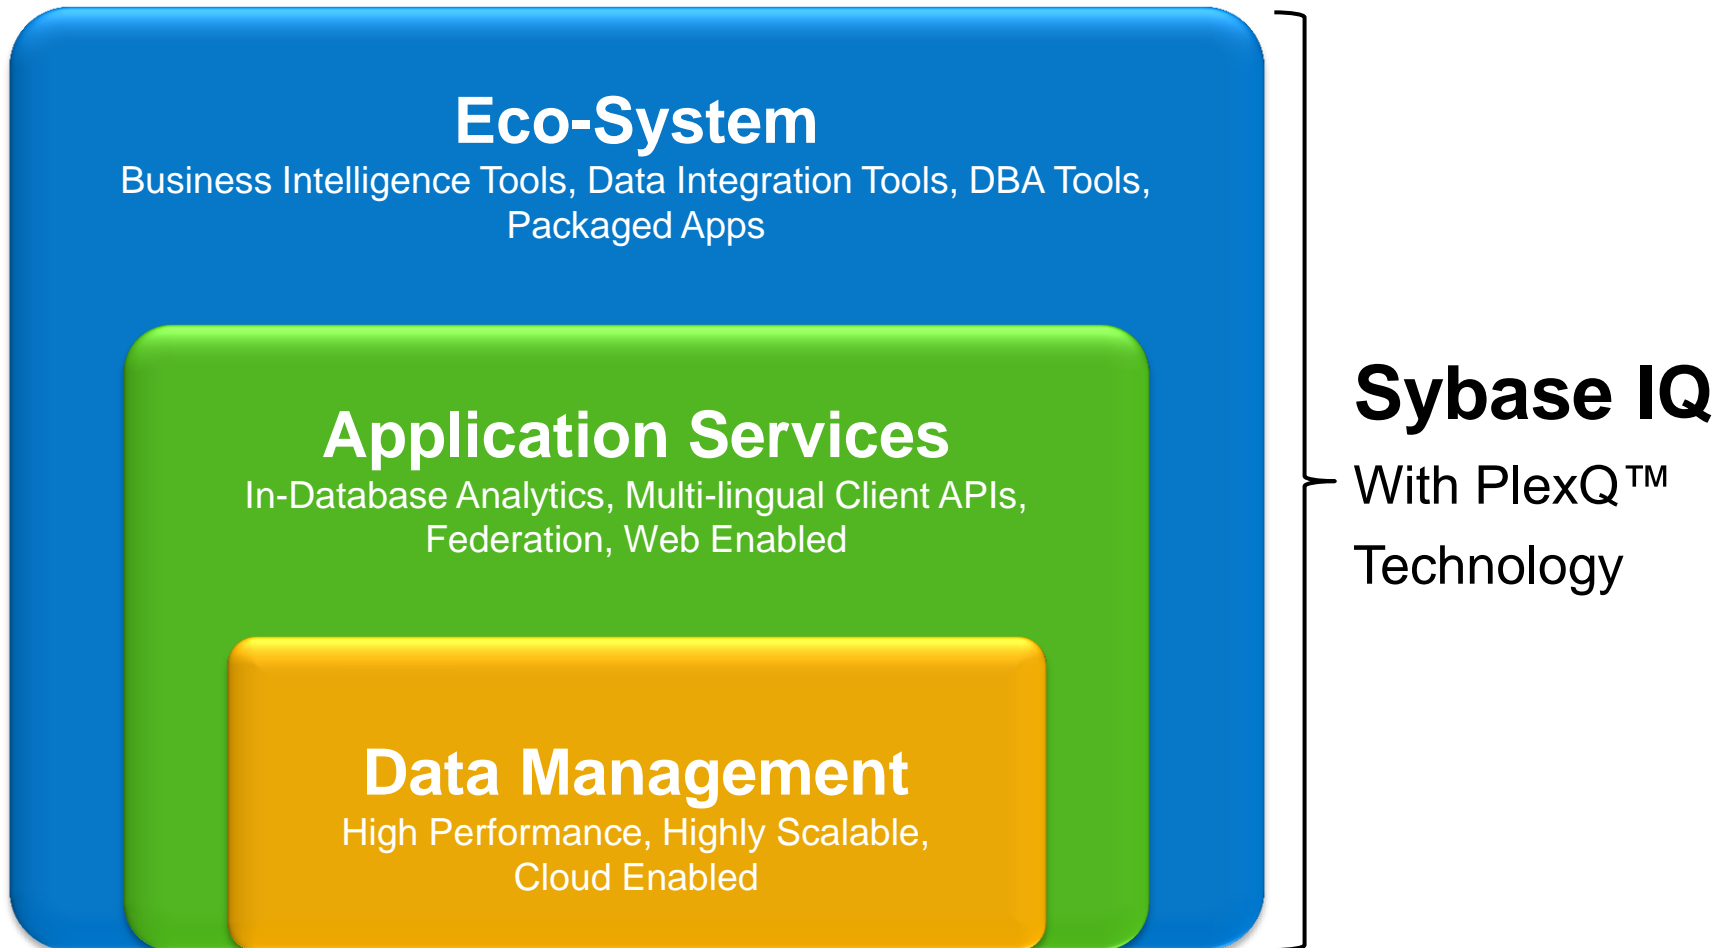 Eco-System
Business Intelligence Tools, Data Integration Tools, DBA Tools,
Packaged Apps
Application Services
In-Database Analytics, Multi-lingual Client APIs,
Federation, Web Enabled
Data Management
High Performance, Highly Scalable,
Cloud Enabled
Sybase IQ
With PlexQ™
Technology